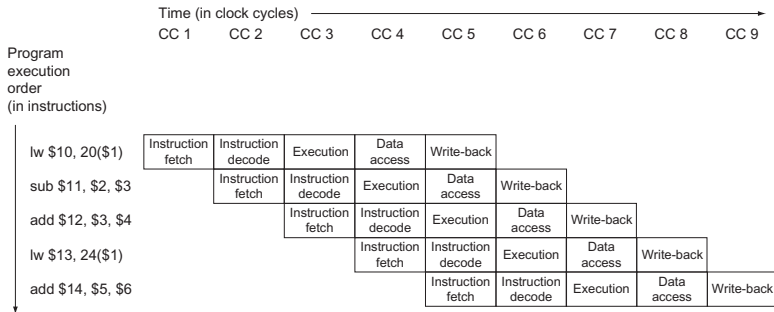 Time (in clock cycles)
CC 1 CC 2 CC 3 CC 4 CC 5 CC 6 CC 7 CC 8 CC 9
Program
execution
order
(in instructions)
lw $10, 20($1) Instruction fetch Instruction decode Execution Data access Write-back
sub $11, $2, $3 Instruction fetch Instruction decode Execution Data access Write-back
add $12, $3, $4 Instruction fetch Instruction decode Execution Data access Write-back
lw $13, 24($1) Instruction fetch Instruction decode Execution Data access Write-back
add $14, $5, $6 Instruction fetch Instruction decode Execution Data access Write-back